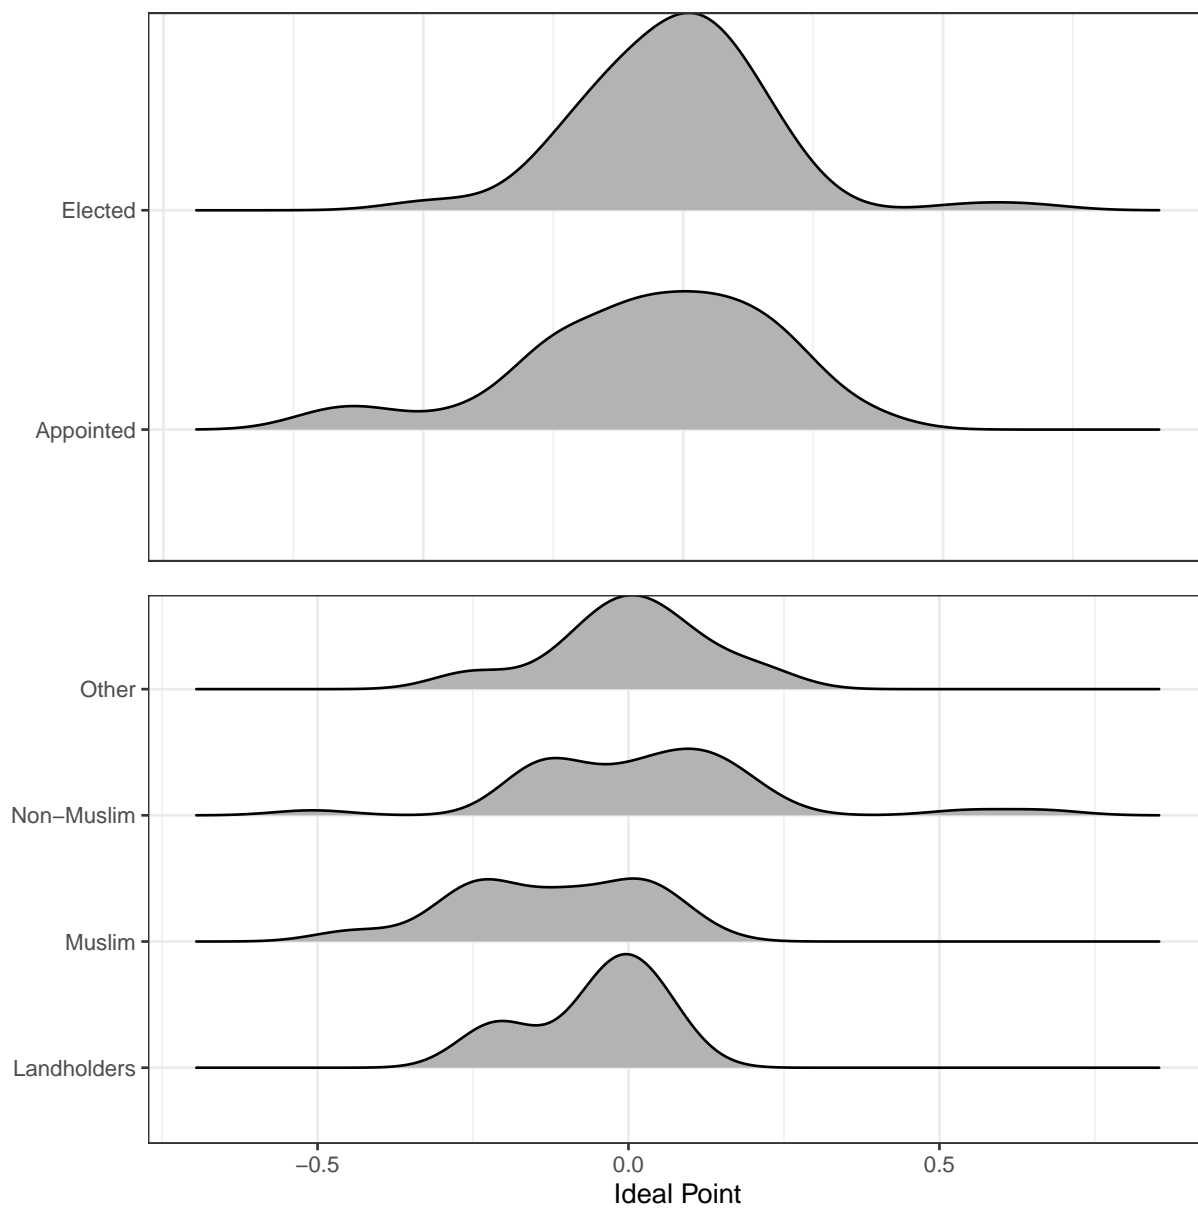 Elected
Appointed
Other
Non−Muslim
Muslim
Landholders
−0.5 0.0 0.5
Ideal Point